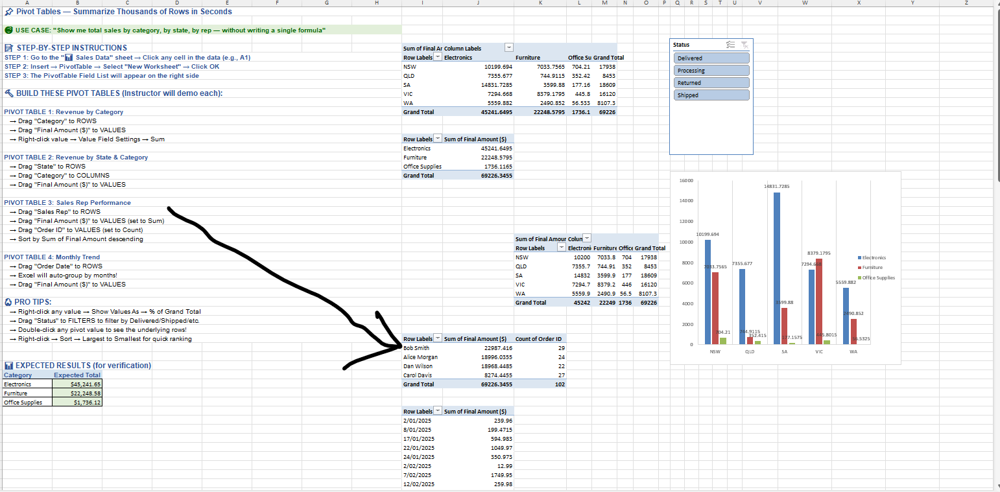 A B C D E F G H I J K L M N O P Q R S T U V W X Y Z
Pivot Tables — Summarize Thousands of Rows in Seconds
USE CASE: "Show me total sales by category, by state, by rep — without writing a single formula"
STEP-BY-STEP INSTRUCTIONS
STEP 1: Go to the "📊 Sales Data" sheet → Click any cell in the data (e.g., A1)
STEP 2: Insert → PivotTable → Select "New Worksheet" → Click OK
STEP 3: The PivotTable Field List will appear on the right side
BUILD THESE PIVOT TABLES (Instructor will demo each):
PIVOT TABLE 1: Revenue by Category
→ Drag "Category" to ROWS
→ Drag "Final Amount ($)" to VALUES
→ Right-click value → Value Field Settings → Sum
PIVOT TABLE 2: Revenue by State & Category
→ Drag "State" to ROWS
→ Drag "Category" to COLUMNS
→ Drag "Final Amount ($)" to VALUES
PIVOT TABLE 3: Sales Rep Performance
→ Drag "Sales Rep" to ROWS
→ Drag "Final Amount ($)" to VALUES (set to Sum)
→ Drag "Order ID" to VALUES (set to Count)
→ Sort by Sum of Final Amount descending
PIVOT TABLE 4: Monthly Trend
→ Drag "Order Date" to ROWS
→ Excel will auto-group by months!
→ Drag "Final Amount ($)" to VALUES
PRO TIPS:
→ Right-click any value → Show Values As → % of Grand Total
→ Drag "Status" to FILTERS to filter by Delivered/Shipped/etc.
→ Double-click any pivot value to see the underlying rows!
→ Right-click → Sort → Largest to Smallest for quick ranking
EXPECTED RESULTS (for verification)
Category Expected Total
Electronics $45,241.65
Furniture $22,248.58
Office Supplies $1,736.12
Sum of Final Ar Column Labels
Row Labels Electronics Furniture Office Su Grand Total
NSW 10199.694 7033.7565 704.21 17938
QLD 7355.677 744.9115 352.42 8453
SA 14831.7285 3599.88 177.16 18609
VIC 7294.668 8379.1795 445.8 16120
WA 5559.882 2490.852 56.533 8107.3
Grand Total 45241.6495 22248.5795 1736.1 69226
Row Labels Sum of Final Amount ($)
Electronics 45241.6495
Furniture 22248.5795
Office Supplies 1736.1165
Grand Total 69226.3455
Sum of Final Amour Colum
Row Labels Electroni Furniture Office Grand Total
NSW 10200 7033.8 704 17938
QLD 7355.7 744.91 352 8453
SA 14832 3599.9 177 18609
VIC 7294.7 8379.2 446 16120
WA 5559.9 2490.9 56.5 8107.3
Grand Total 45242 22249 1736 69226
Row Labels Sum of Final Amount ($) Count of Order ID
Bob Smith 22987.416 29
Alice Morgan 18996.0355 24
Dan Wilson 18968.4485 22
Carol Davis 8274.4455 27
Grand Total 69226.3455 102
Row Labels Sum of Final Amount ($)
2/01/2025 239.96
8/01/2025 199.4715
17/01/2025 594.983
22/01/2025 1049.97
24/01/2025 350.973
2/02/2025 12.99
7/02/2025 1749.95
12/02/2025 259.98
Status
Delivered
Processing
Returned
Shipped
16000
14000
12000
10000
8000
6000
4000
2000
0
10199.694
7033.7565
704.21
7355.677
744.9115
352.415
14831.7285
3599.88
177.1575
7294.668
8379.1795
445.8015
5559.882
2490.852
56.5325
NSW QLD SA VIC WA
Electronics
Furniture
Office Supplies